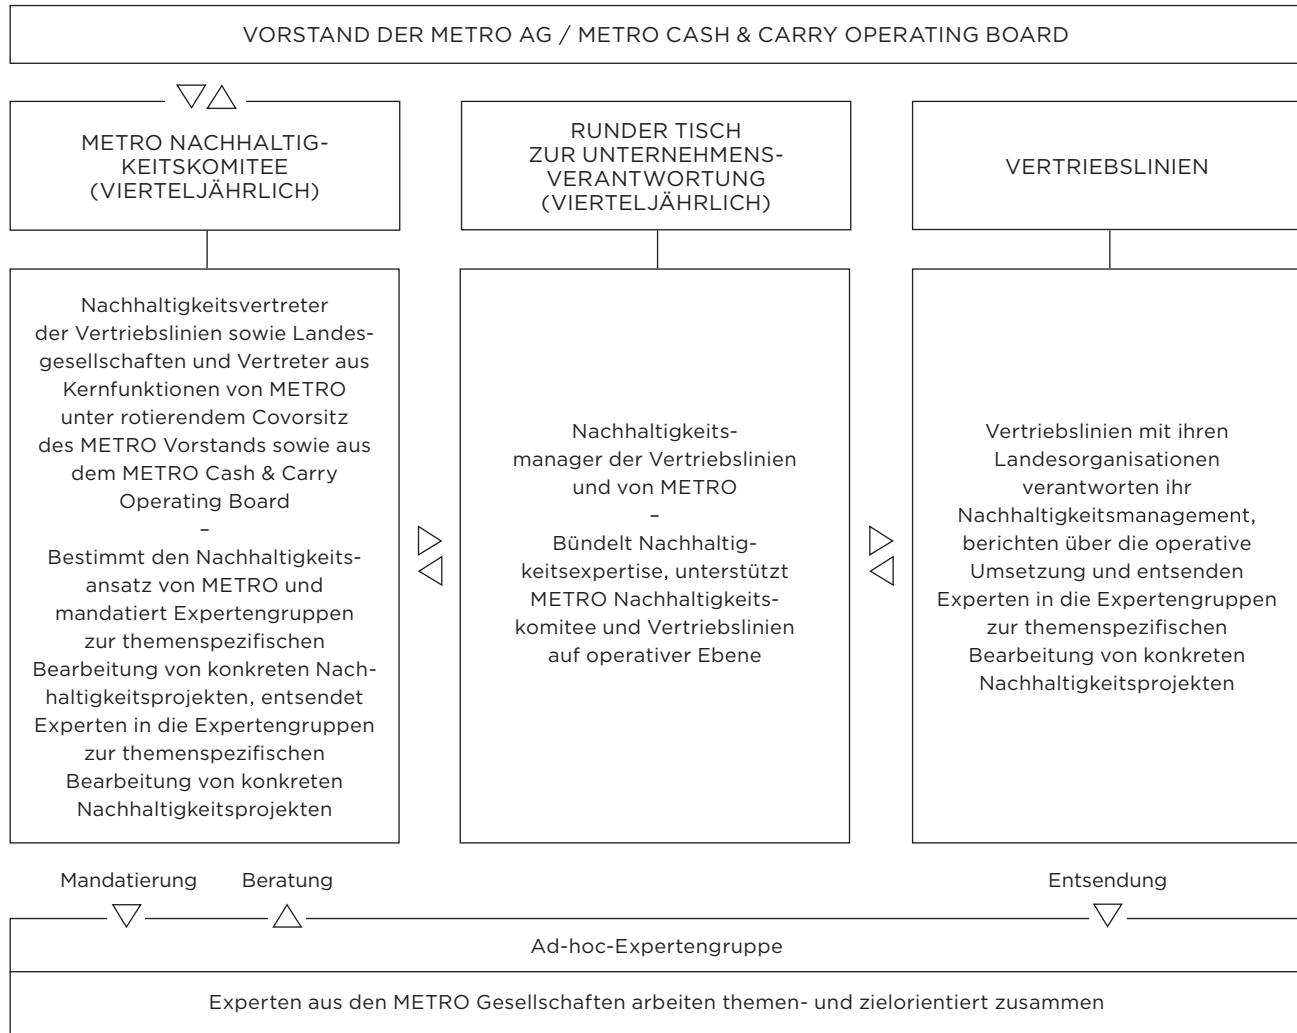 VORSTAND DER METRO AG / METRO CASH & CARRY OPERATING BOARD
METRO NACHHALTIG-
KEITSKOMITEE
(VIERTELJÄHRLICH)
RUNDER TISCH
ZUR UNTERNEHMENS-
VERANTWORTUNG
(VIERTELJÄHRLICH)
VERTRIEBSLINIEN
Nachhaltigkeitsvertreter
der Vertriebslinien sowie Landes-
gesellschaften und Vertreter aus
Kernfunktionen von METRO
unter rotierendem Covorsitz
des METRO Vorstands sowie aus
dem METRO Cash & Carry
Operating Board
–
Bestimmt den Nachhaltigkeits-
ansatz von METRO und
mandatiert Expertengruppen
zur themenspezifischen
Bearbeitung von konkreten Nach-
haltigkeitsprojekten, entsendet
Experten in die Expertengruppen
zur themenspezifischen
Bearbeitung von konkreten
Nachhaltigkeitsprojekten
Nachhaltigkeits-
manager der Vertriebslinien
und von METRO
–
Bündelt Nachhaltig-
keitsexpertise, unterstützt
METRO Nachhaltigkeits-
komitee und Vertriebslinien
auf operativer Ebene
Vertriebslinien mit ihren
Landesorganisationen
verantworten ihr
Nachhaltigkeitsmanagement,
berichten über die operative
Umsetzung und entsenden
Experten in die Expertengruppen
zur themenspezifischen
Bearbeitung von konkreten
Nachhaltigkeitsprojekten
Mandatierung
Beratung
Entsendung
Ad-hoc-Expertengruppe
Experten aus den METRO Gesellschaften arbeiten themen- und zielorientiert zusammen